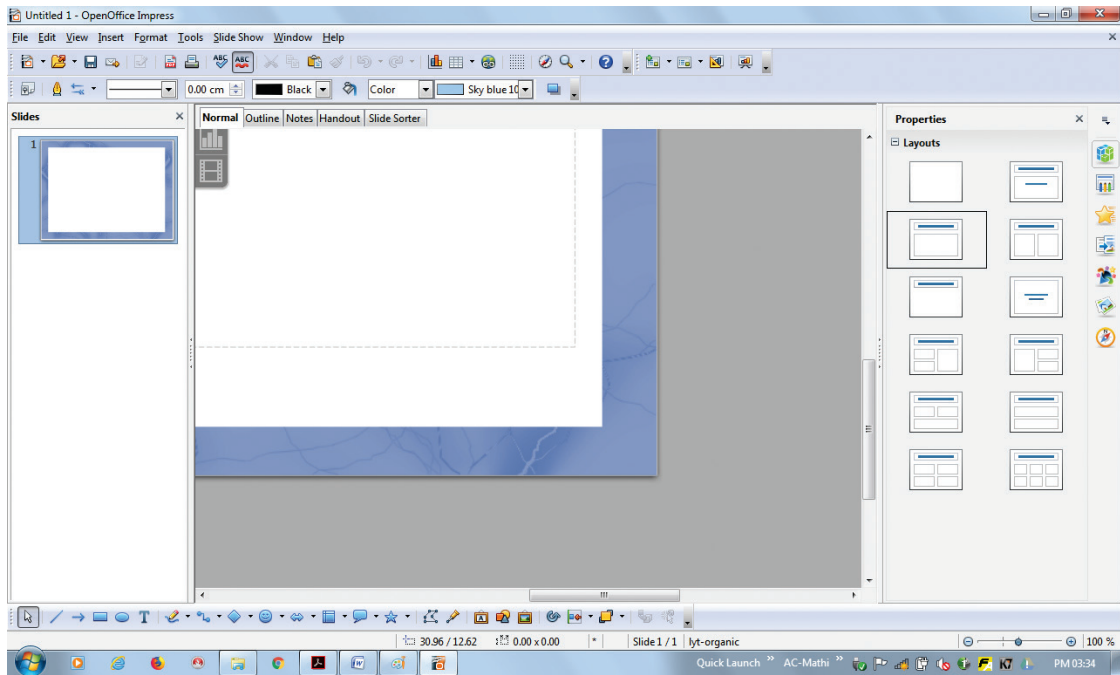 Untitled 1 - OpenOffice Impress
File Edit View Insert Format Tools Slide Show Window Help
0.00 cm Black Color Sky blue 10
Slides
Normal Outline Notes Handout Slide Sorter
Properties
Layouts
1
30.96 / 12.62 0.00 x 0.00 * Slide 1 / 1 lyt-organic 100 %
Quick Launch » AC-Mathi » PM 03:34